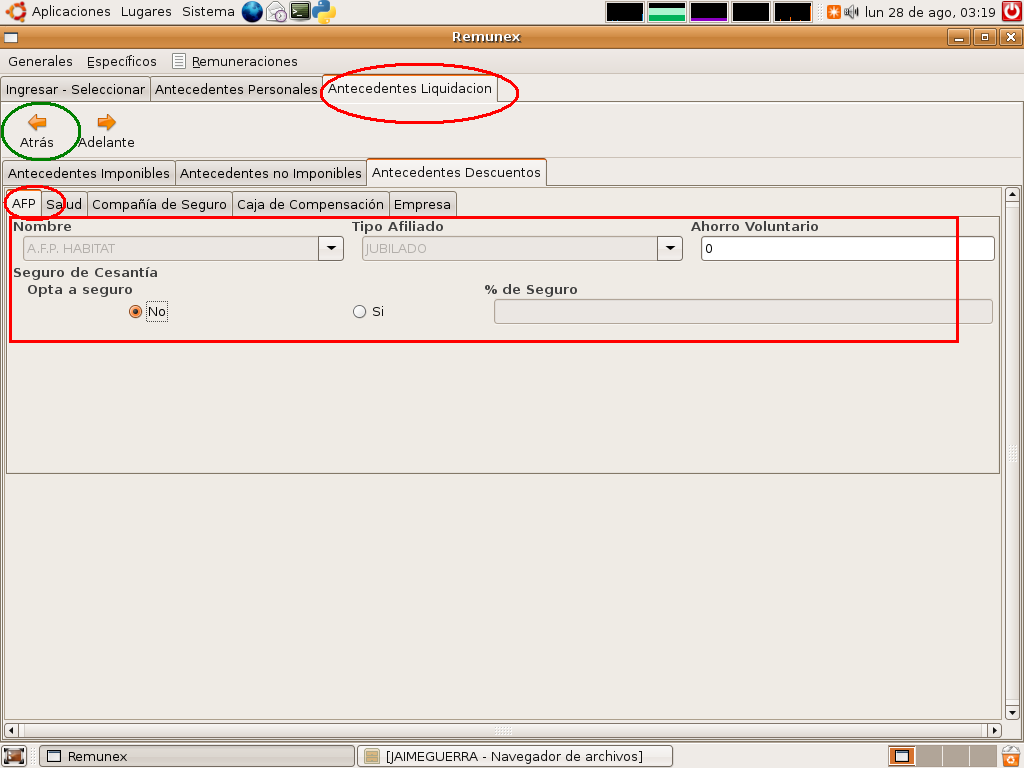 Aplicaciones Lugares Sistema lun 28 de ago, 03:19
Remunex
Generales Específicos Remuneraciones
Ingresar - Seleccionar Antecedentes Personales Antecedentes Liquidacion
Atrás Adelante
Antecedentes Imponibles Antecedentes no Imponibles Antecedentes Descuentos
AFP Salud Compañía de Seguro Caja de Compensación Empresa
Nombre Tipo Afiliado Ahorro Voluntario
A.F.P. HABITAT JUBILADO 0
Seguro de Cesantía
Opta a seguro % de Seguro
No Si
Remunex [JAIMEGUERRA - Navegador de archivos]